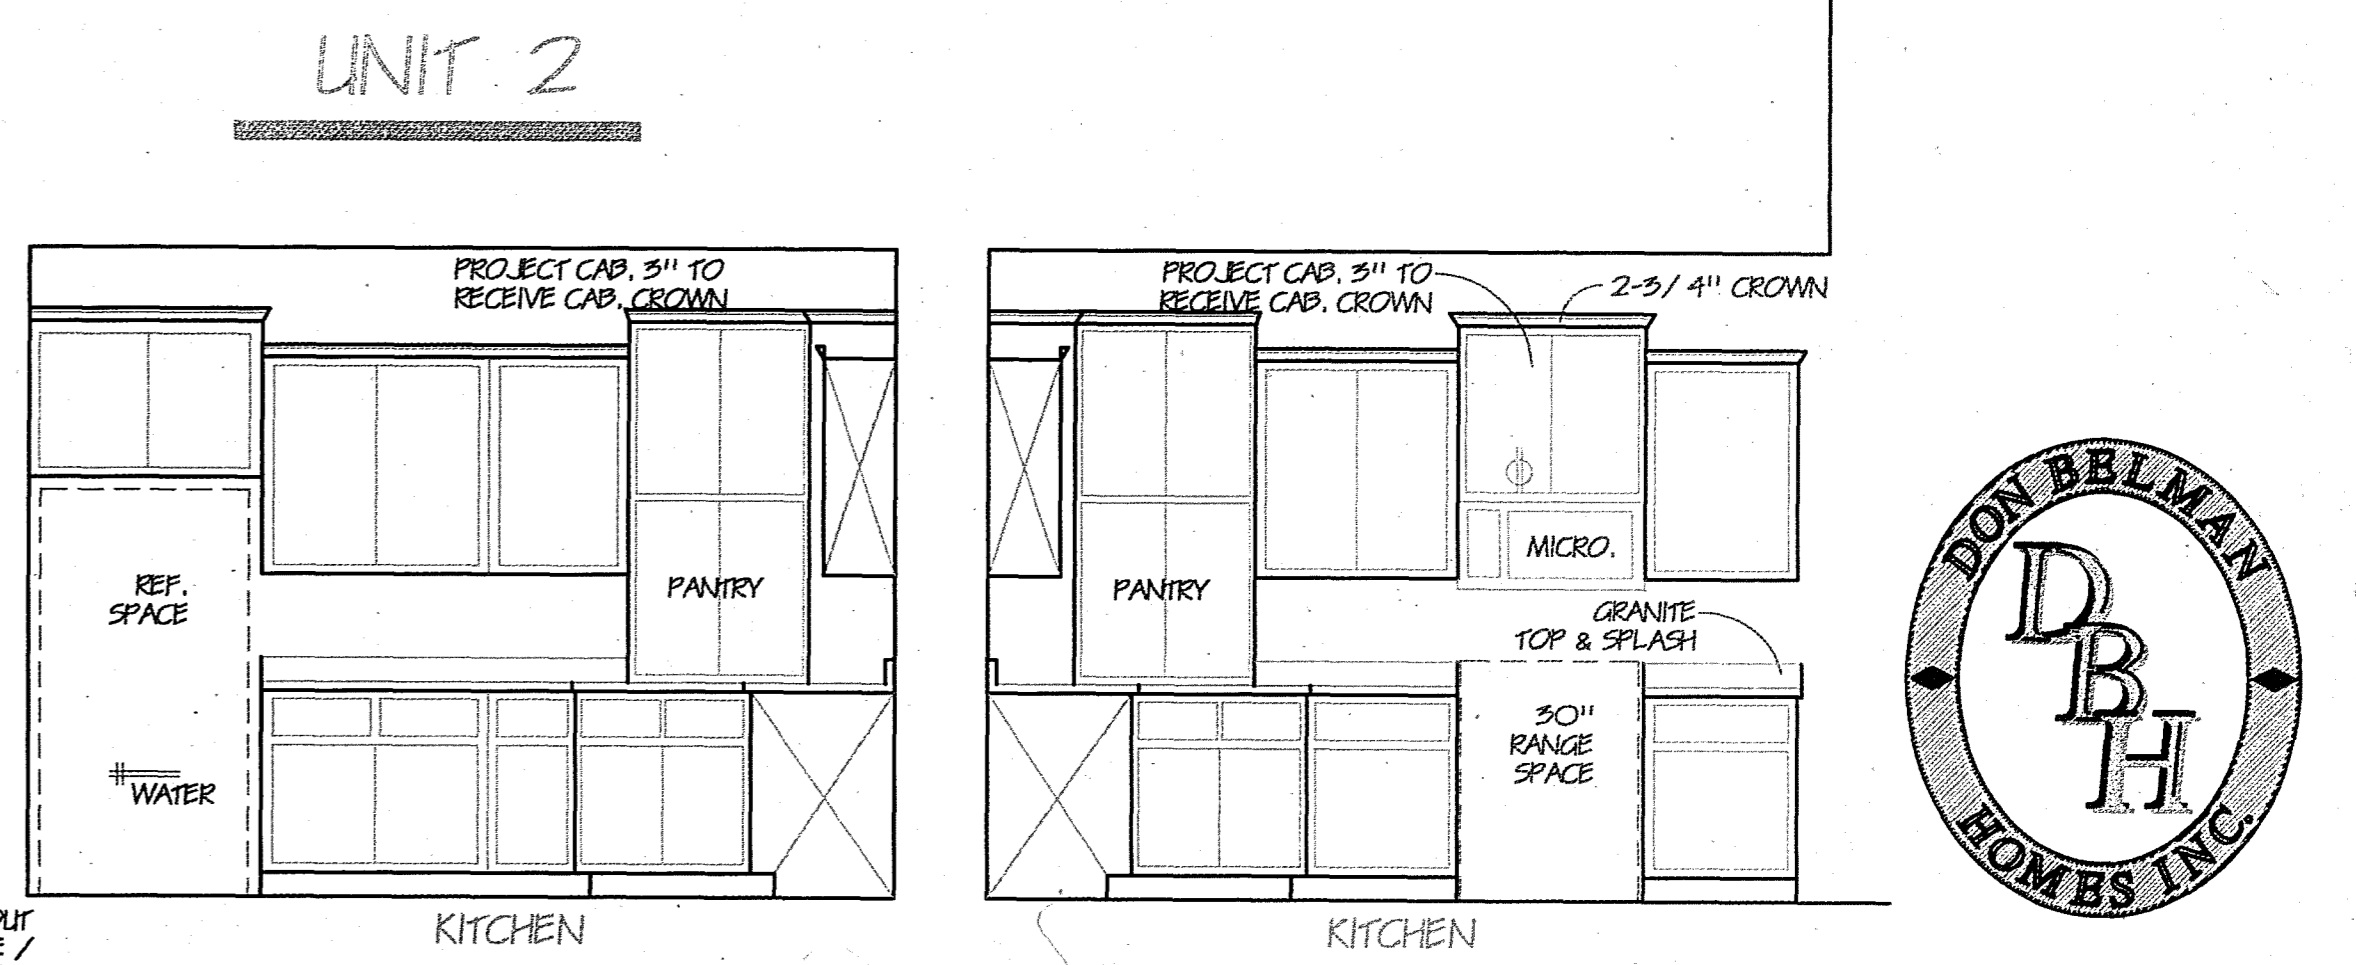 UNIT 2
PROJECT CAB. 3" TO
RECEIVE CAB. CROWN
REF.
SPACE
PANTRY
WATER
KITCHEN
PROJECT CAB. 3" TO
RECEIVE CAB. CROWN
2-3/4" CROWN
PANTRY
MICRO.
GRANITE
TOP & SPLASH
30"
RANGE
SPACE
KITCHEN
DON BELMAN
DBH
HOMES INC.